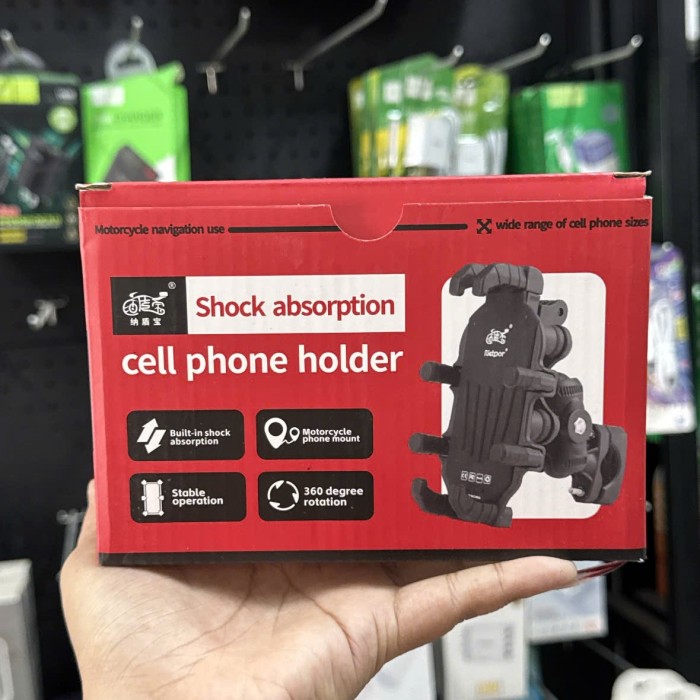 Motorcycle navigation use
wide range of cell phone sizes
®
纳盾宝
Shock absorption
cell phone holder
Built-in shock
absorption
Motorcycle
phone mount
Stable
operation
360 degree
rotation